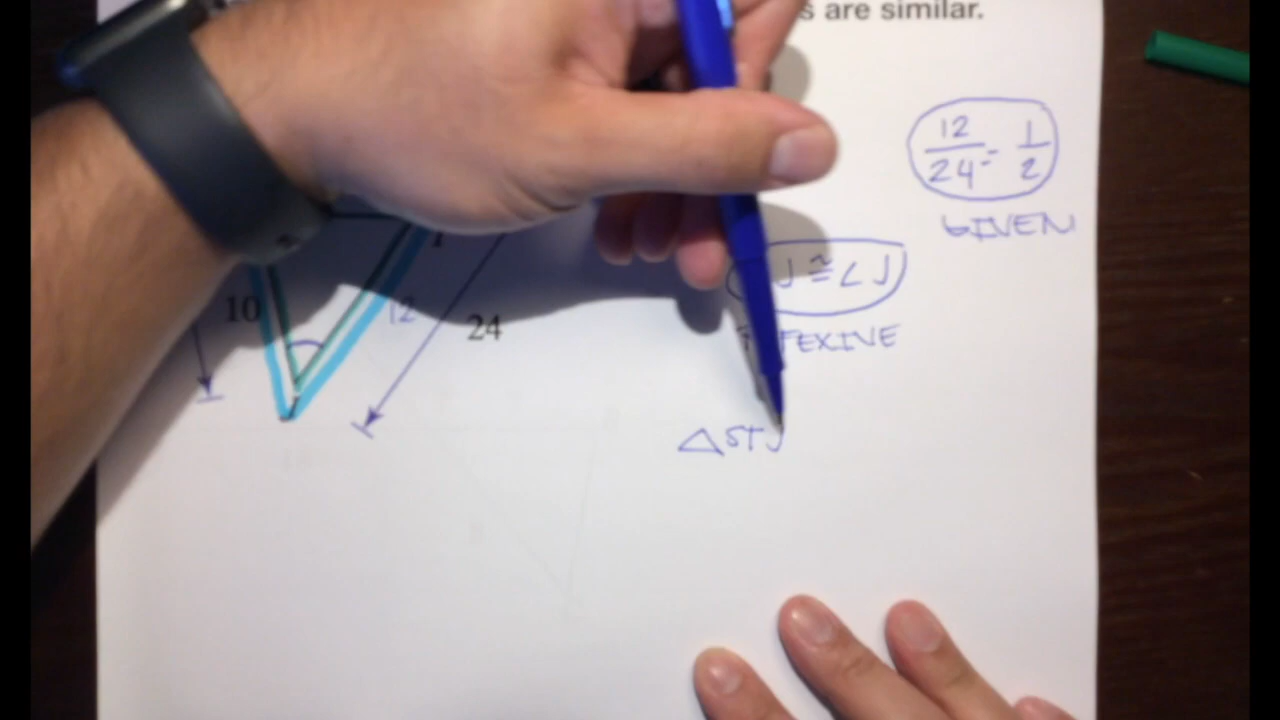 s are similar.
12/24 = 1/2
GIVEN
J ≅ ∠J
FEXIVE
10
12
24
△STJ